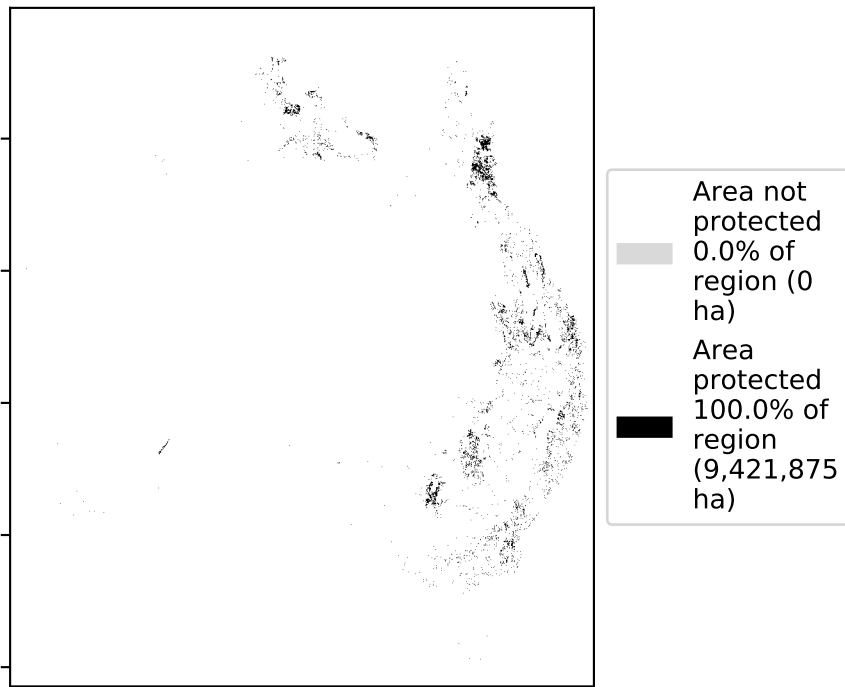 Area not
protected
0.0% of
region (0
ha)
Area
protected
100.0% of
region
(9,421,875
ha)